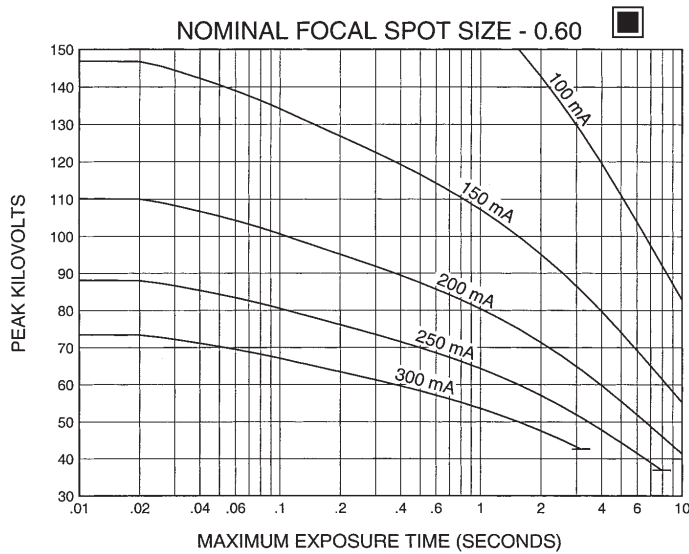 NOMINAL FOCAL SPOT SIZE - 0.60
150
140
130
120
110
100
90
80
70
60
50
40
30
PEAK KILOVOLTS
100 mA
150 mA
200 mA
250 mA
300 mA
.01 .02 .04 .06 .1 .2 .4 .6 1 2 4 6 8 10
MAXIMUM EXPOSURE TIME (SECONDS)